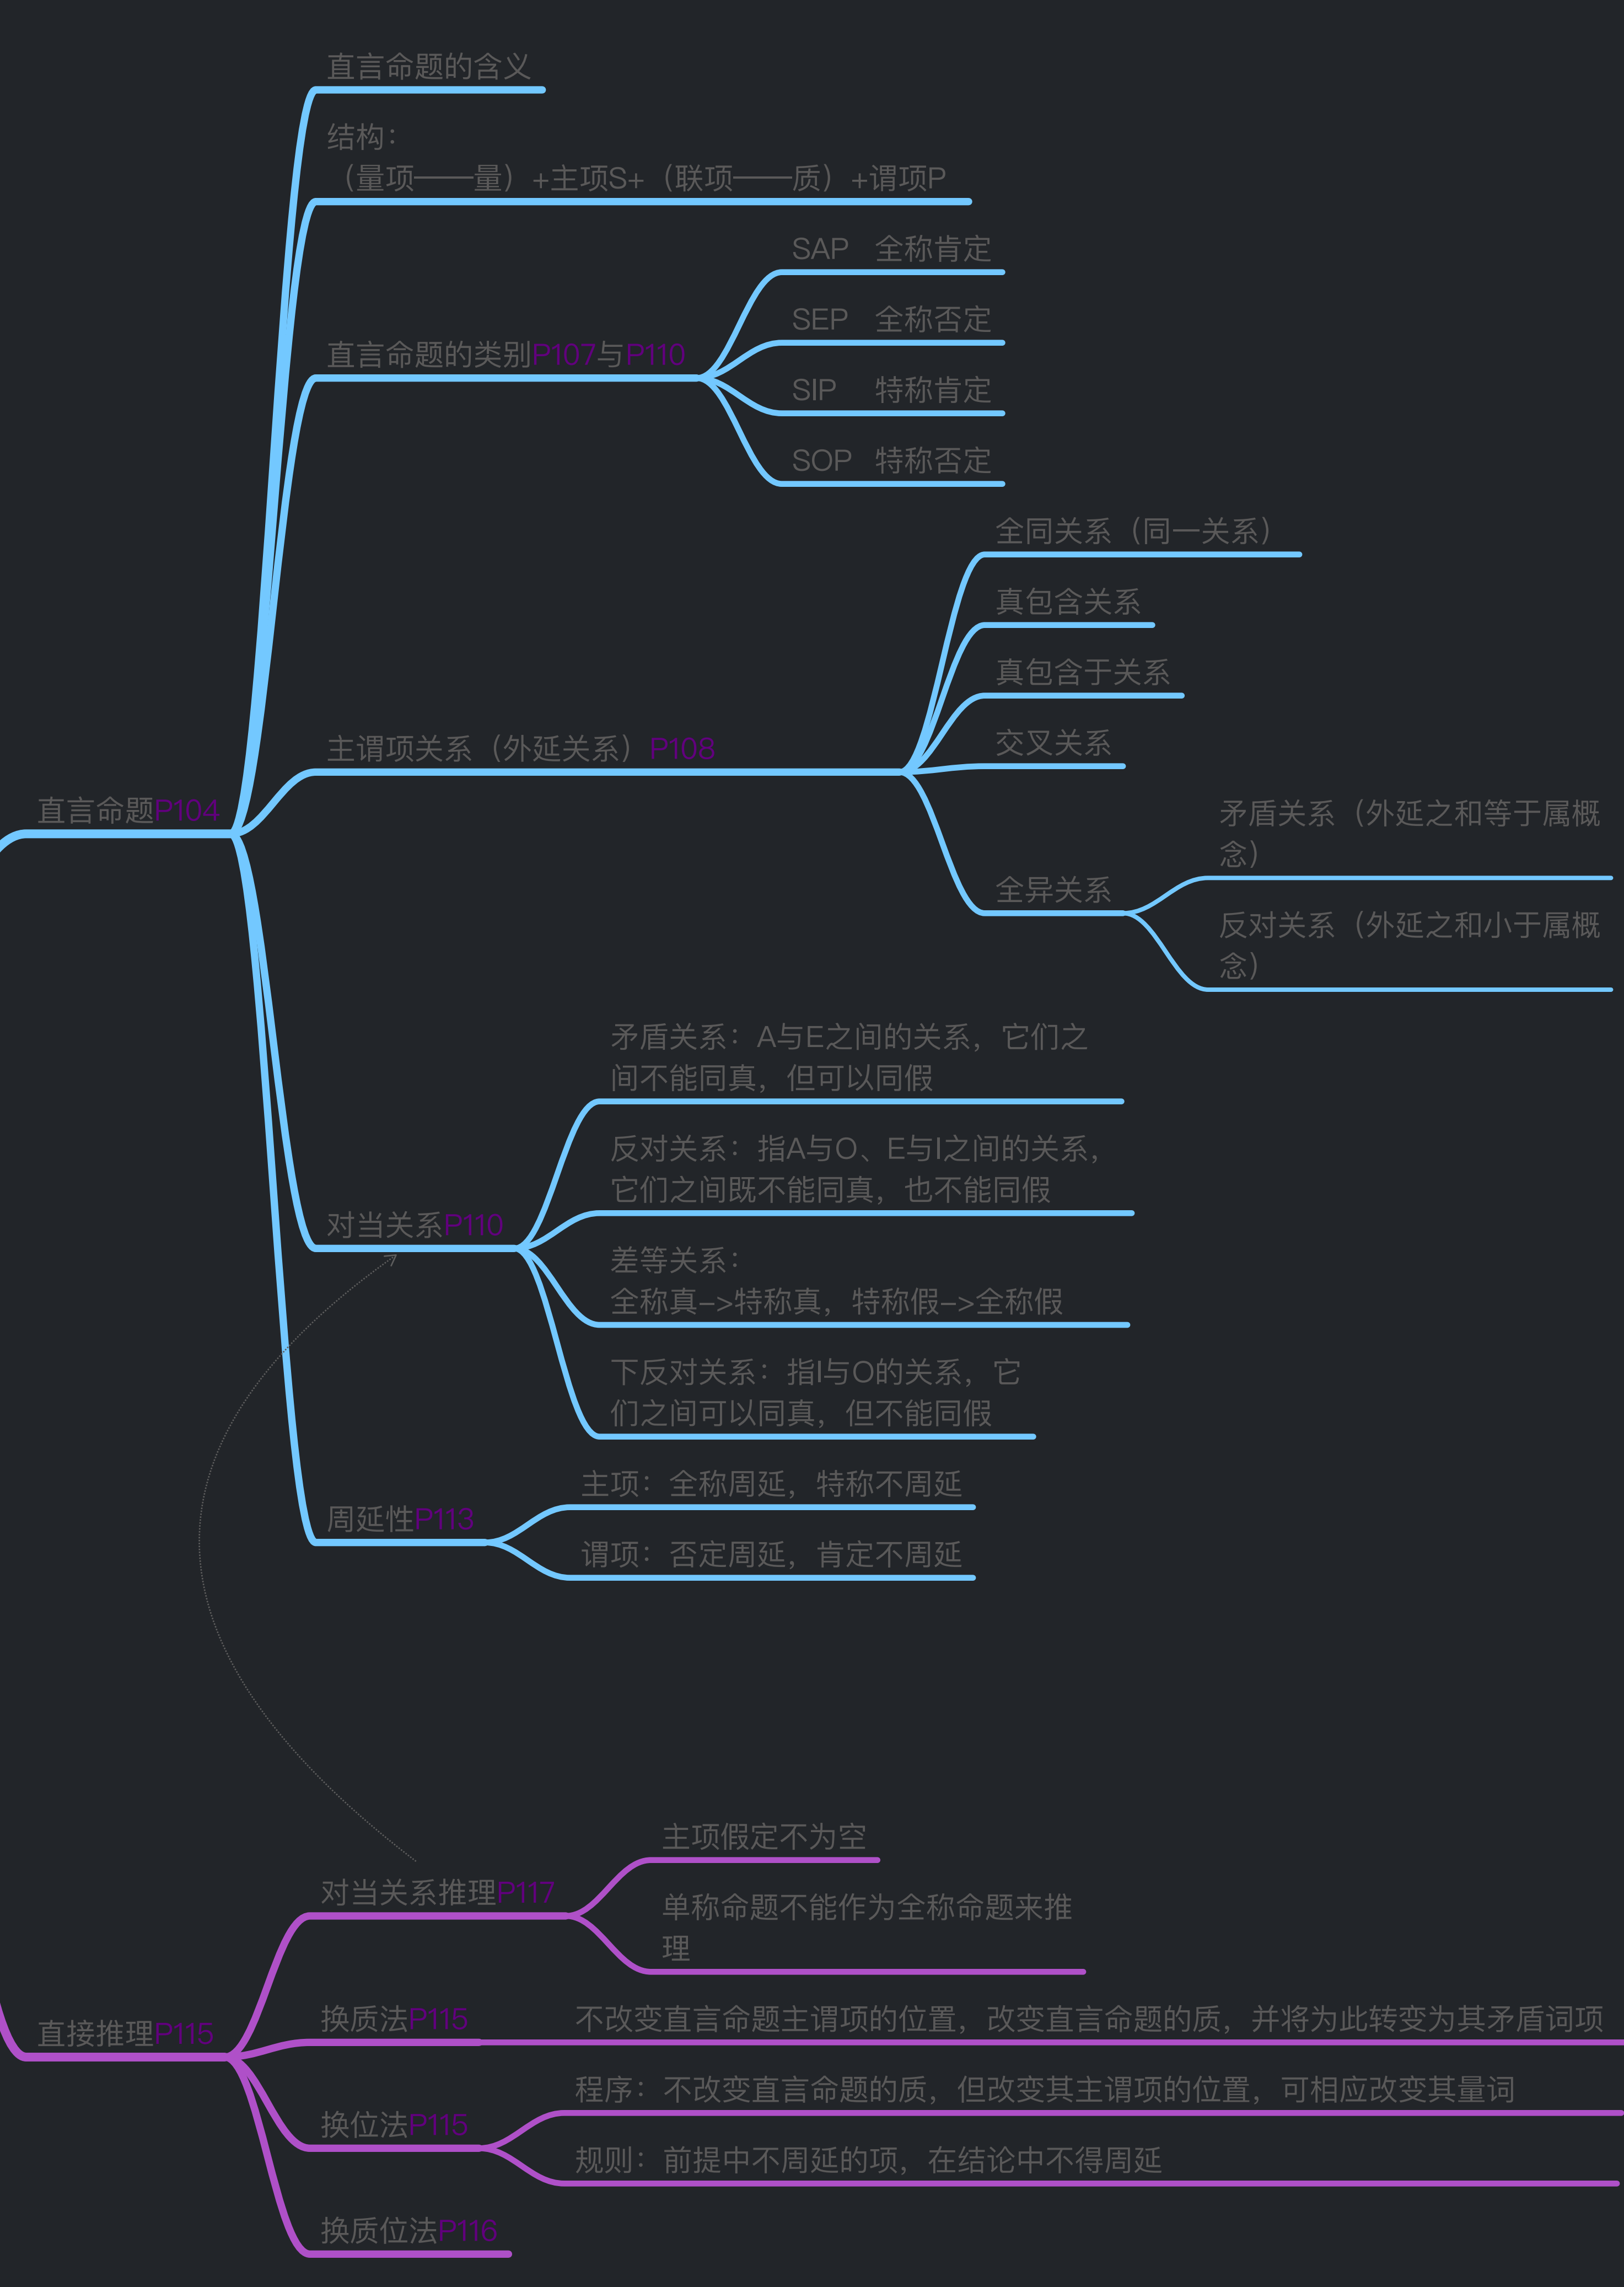 直言命题的含义
结构：
（量项——量）+主项S+（联项——质）+谓项P
SAP 全称肯定
SEP 全称否定
直言命题的类别P107与P110
SIP 特称肯定
SOP 特称否定
全同关系（同一关系）
真包含关系
真包含于关系
交叉关系
主谓项关系（外延关系）P108
直言命题P104
矛盾关系（外延之和等于属概
念）
全异关系
反对关系（外延之和小于属概
念）
矛盾关系：A与E之间的关系，它们之
间不能同真，但可以同假
反对关系：指A与O、E与I之间的关系，
它们之间既不能同真，也不能同假
对当关系P110
差等关系：
全称真->特称真，特称假->全称假
下反对关系：指I与O的关系，它
们之间可以同真，但不能同假
主项：全称周延，特称不周延
周延性P113
谓项：否定周延，肯定不周延
主项假定不为空
对当关系推理P117
单称命题不能作为全称命题来推
理
换质法P115
不改变直言命题主谓项的位置，改变直言命题的质，并将为此转变为其矛盾词项
直接推理P115
程序：不改变直言命题的质，但改变其主谓项的位置，可相应改变其量词
换位法P115
规则：前提中不周延的项，在结论中不得周延
换质位法P116